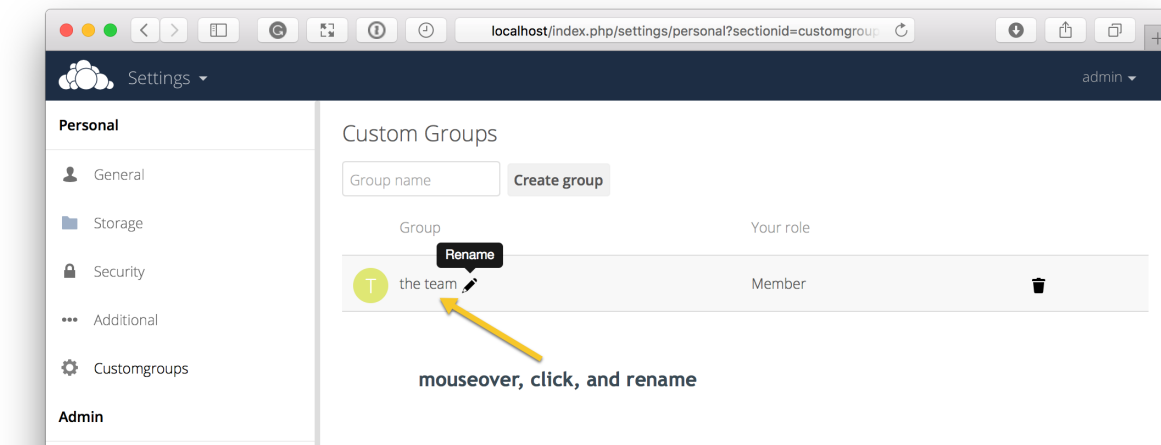 localhost/index.php/settings/personal?sectionid=customgroup
Settings
admin
Personal
General
Storage
Security
Additional
Customgroups
Admin
Custom Groups
Group name
Create group
Group
Your role
Rename
T
the team
Member
mouseover, click, and rename